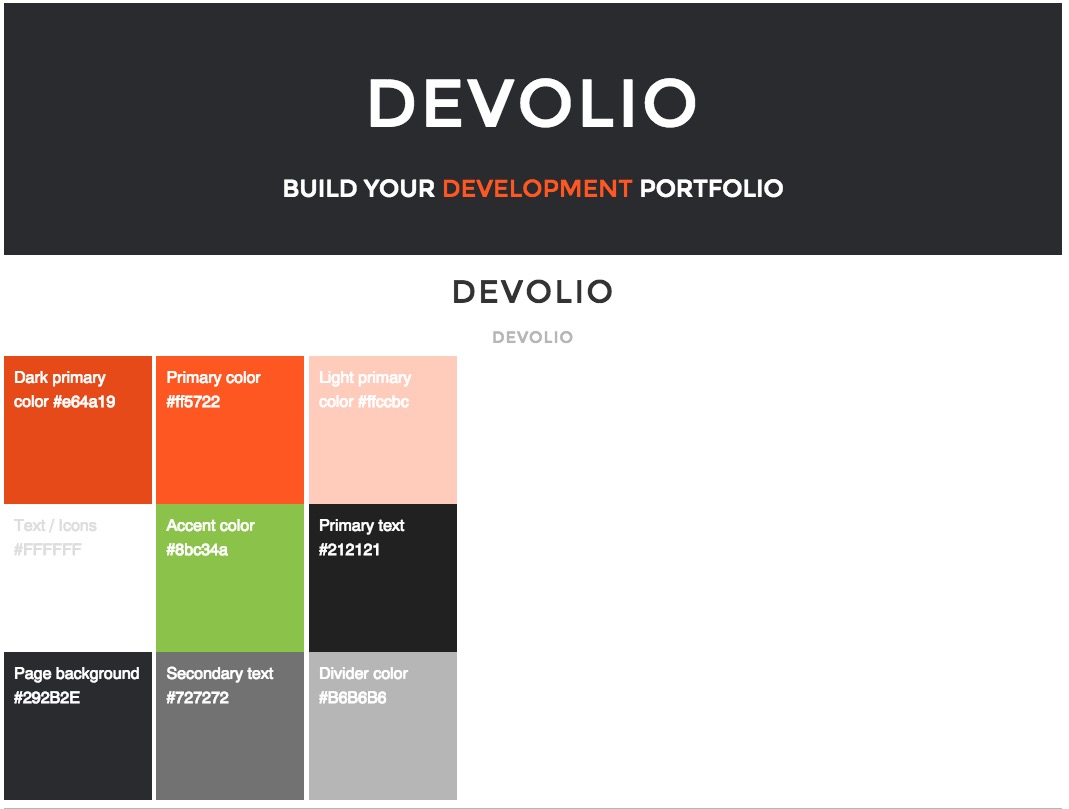 DEVOLIO
BUILD YOUR DEVELOPMENT PORTFOLIO
DEVOLIO
DEVOLIO
Dark primary
color #e64a19
Primary color
#ff5722
Light primary
color #ffccbc
Text / Icons
#FFFFFF
Accent color
#8bc34a
Primary text
#212121
Page background
#292B2E
Secondary text
#727272
Divider color
#B6B6B6